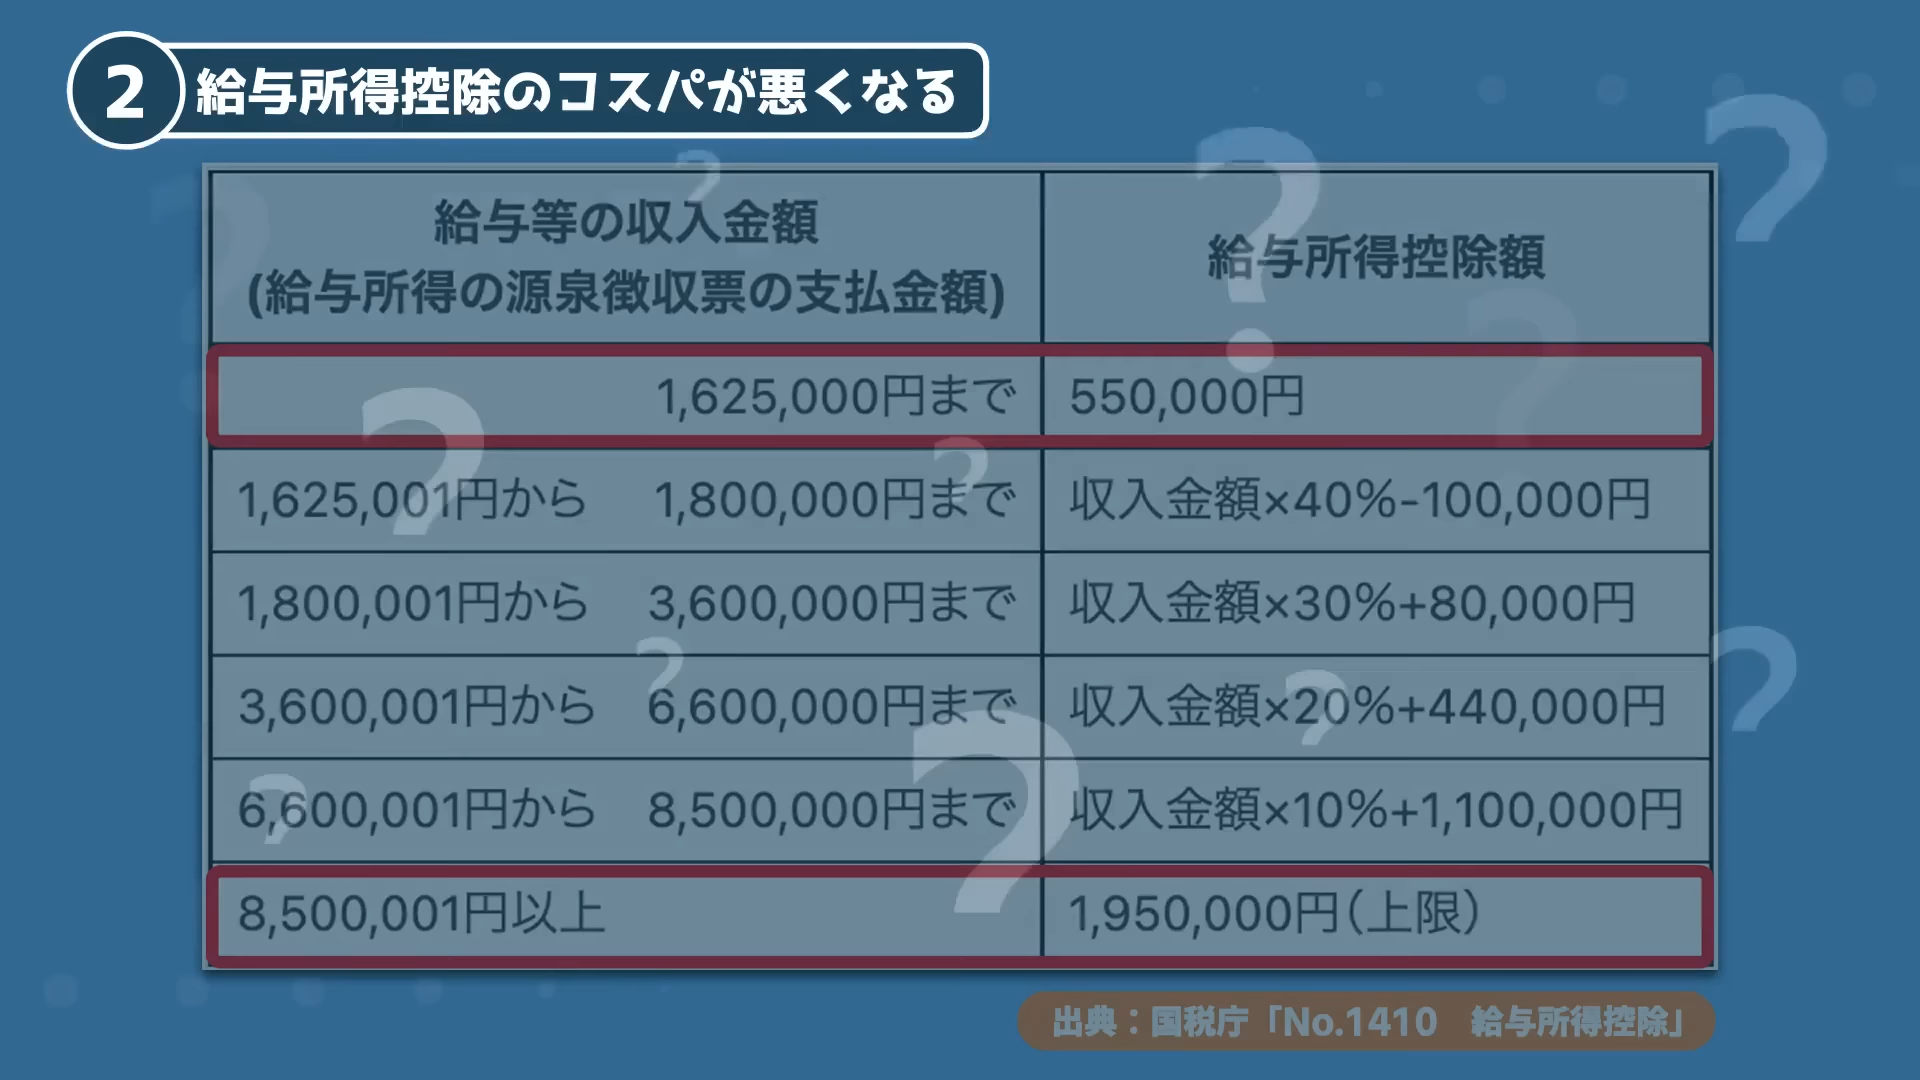 2 給与所得控除のコスパが悪くなる
給与等の収入金額
(給与所得の源泉徴収票の支払金額)
給与所得控除額
1,625,000円まで 550,000円
1,625,001円から 1,800,000円まで 収入金額×40%-100,000円
1,800,001円から 3,600,000円まで 収入金額×30%+80,000円
3,600,001円から 6,600,000円まで 収入金額×20%+440,000円
6,600,001円から 8,500,000円まで 収入金額×10%+1,100,000円
8,500,001円以上 1,950,000円(上限)
出典:国税庁「No.1410 給与所得控除」